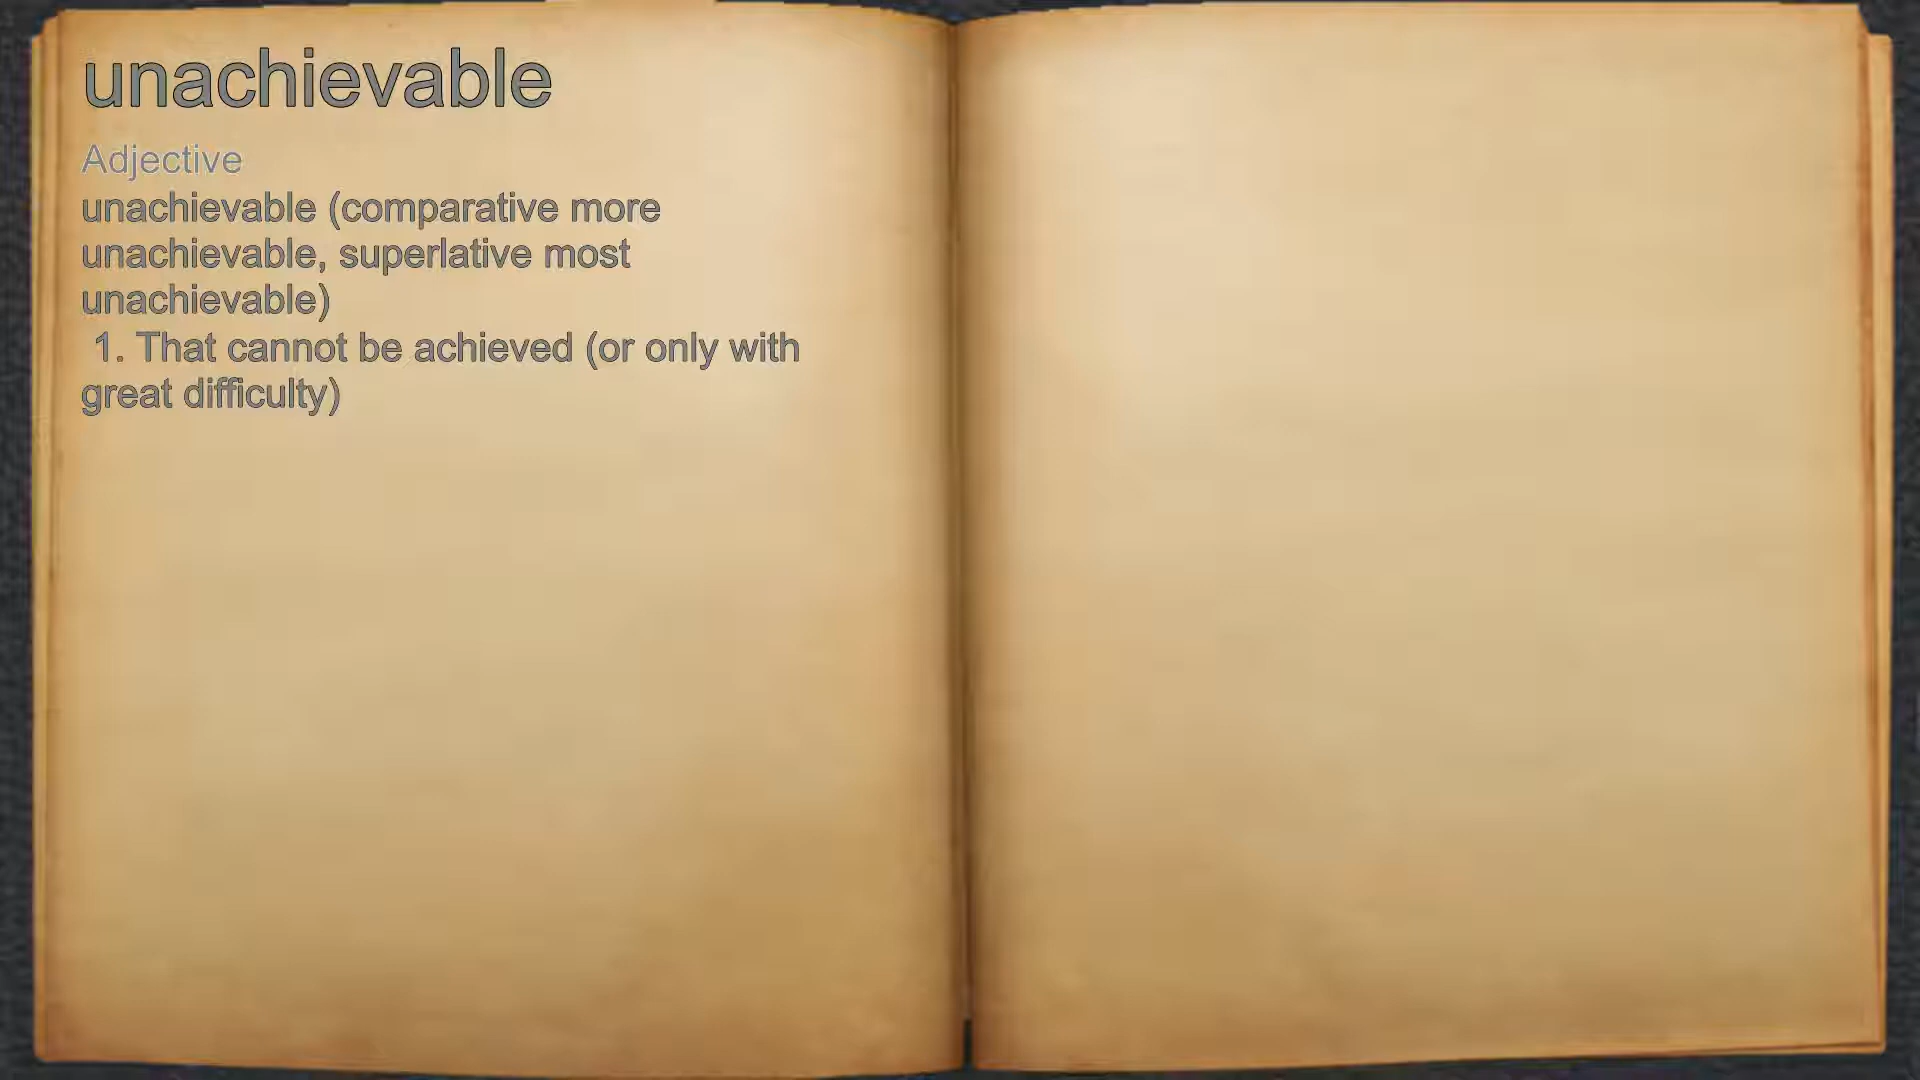 unachievable
Adjective
unachievable (comparative more
unachievable, superlative most
unachievable)
1. That cannot be achieved (or only with
great difficulty)